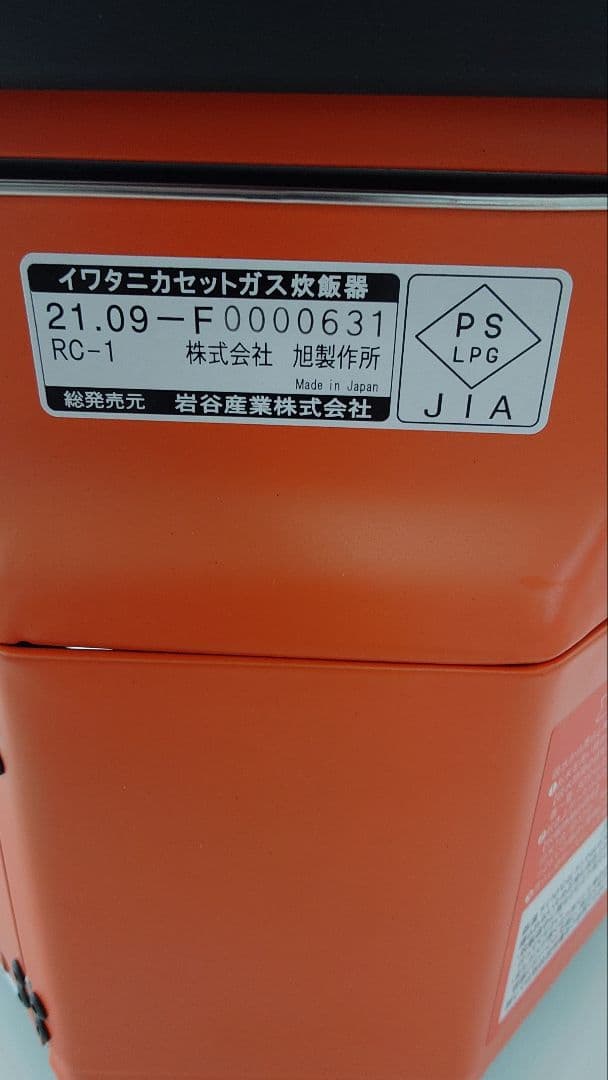 イワタニカセットガス炊飯器
21.09-F0000631
RC-1 株式会社 旭製作所
Made in Japan
総発売元 岩谷産業株式会社
PS
LPG
JIA